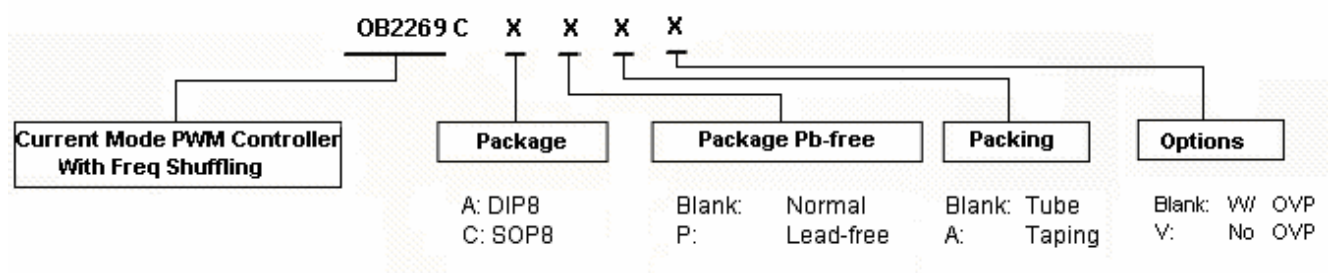 OB2269 C X X X X
Current Mode PWM Controller
With Freq Shuffling
Package
Package Pb-free
Packing
Options
A: DIP8
C: SOP8
Blank: Normal
P: Lead-free
Blank: Tube
A: Taping
Blank: W/ OVP
V: No OVP